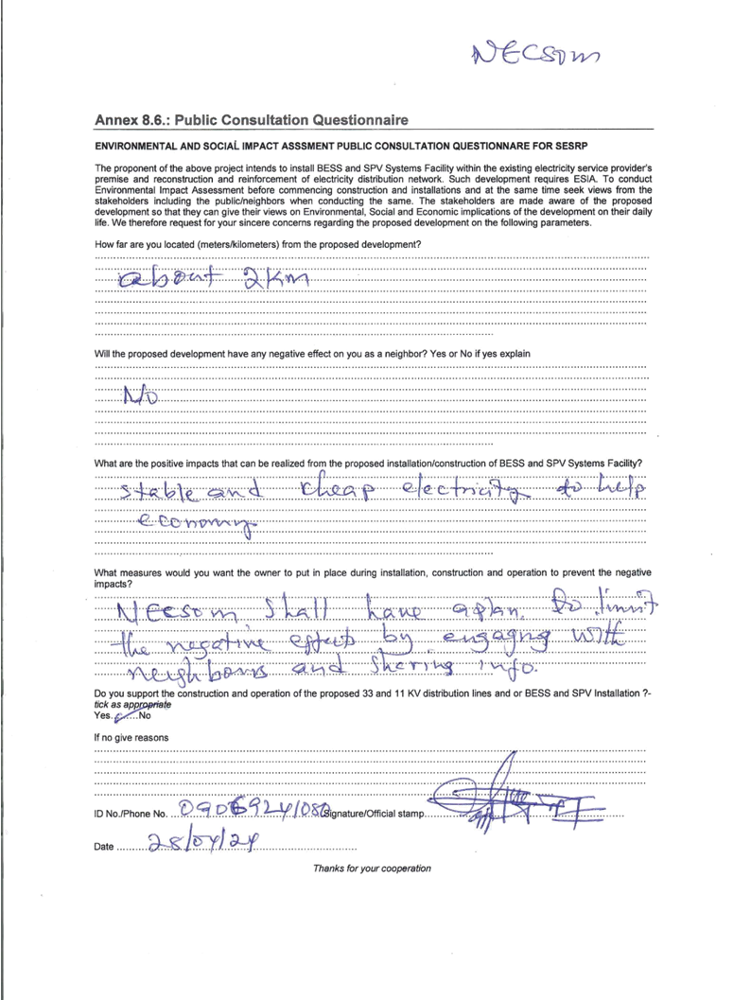 NECSOM
Annex 8.6.: Public Consultation Questionnaire
ENVIRONMENTAL AND SOCIAL IMPACT ASSSMENT PUBLIC CONSULTATION QUESTIONNARE FOR SESRP
The proponent of the above project intends to install BESS and SPV Systems Facility within the existing electricity service provider's
premise and reconstruction and reinforcement of electricity distribution network. Such development requires ESIA. To conduct
Environmental Impact Assessment before commencing construction and installations and at the same time seek views from the
stakeholders including the public/neighbors when conducting the same. The stakeholders are made aware of the proposed
development so that they can give their views on Environmental, Social and Economic implications of the development on their daily
life. We therefore request for your sincere concerns regarding the proposed development on the following parameters.
How far are you located (meters/kilometers) from the proposed development?
about 2Km
Will the proposed development have any negative effect on you as a neighbor? Yes or No if yes explain
No
What are the positive impacts that can be realized from the proposed installation/construction of BESS and SPV Systems Facility?
stable and cheap electricity to help
economy
What measures would you want the owner to put in place during installation, construction and operation to prevent the negative
impacts?
NECSOM shall have a plan to limit
the negative effects by engaging with
neighbours and sharing info.
Do you support the construction and operation of the proposed 33 and 11 KV distribution lines and or BESS and SPV Installation ?-
tick as appropriate
Yes......No
If no give reasons
ID No./Phone No. ... Signature/Official stamp
Date 28/04/24
Thanks for your cooperation